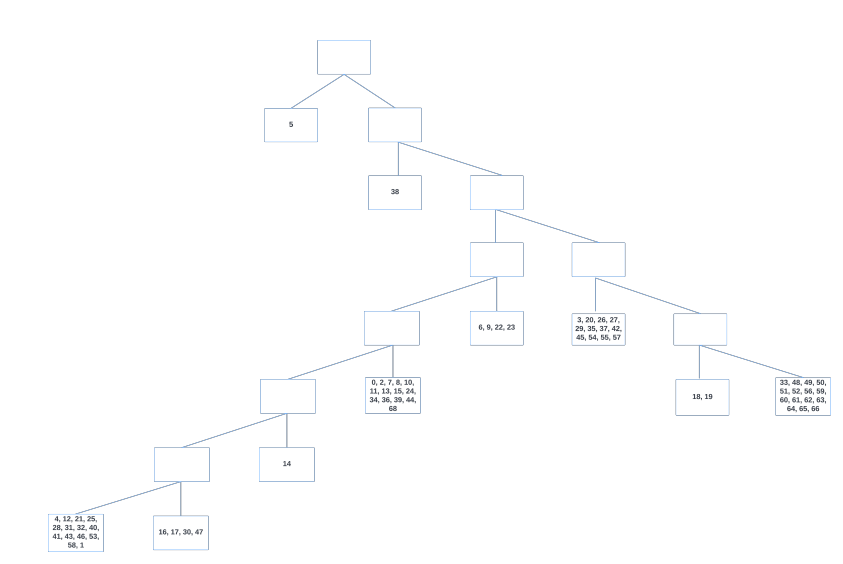 5
38
6, 9, 22, 23
3, 20, 26, 27,
29, 35, 37, 42,
45, 54, 55, 57
0, 2, 7, 8, 10,
11, 13, 15, 24,
34, 36, 39, 44,
68
18, 19
33, 48, 49, 50,
51, 52, 56, 59,
60, 61, 62, 63,
64, 65, 66
14
4, 12, 21, 25,
28, 31, 32, 40,
41, 43, 46, 53,
58, 1
16, 17, 30, 47